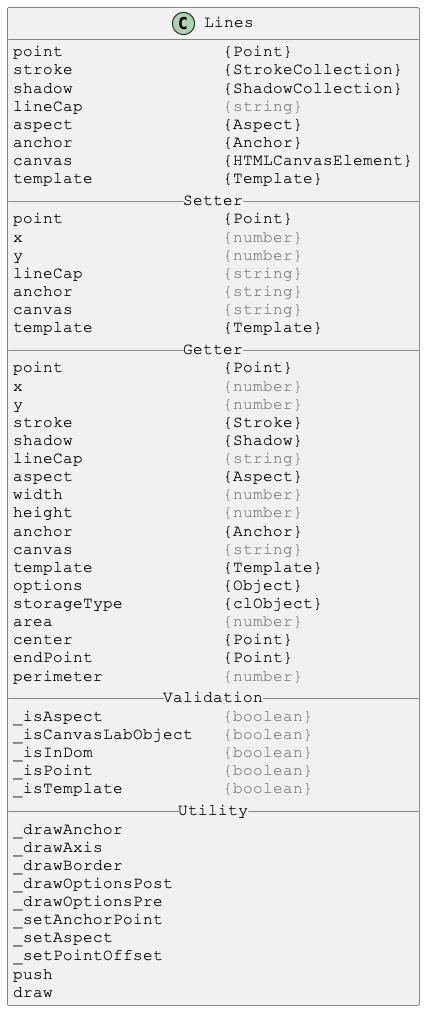 C Lines
point {Point}
stroke {StrokeCollection}
shadow {ShadowCollection}
lineCap {string}
aspect {Aspect}
anchor {Anchor}
canvas {HTMLCanvasElement}
template {Template}
Setter
point {Point}
x {number}
y {number}
lineCap {string}
anchor {string}
canvas {string}
template {Template}
Getter
point {Point}
x {number}
y {number}
stroke {Stroke}
shadow {Shadow}
lineCap {string}
aspect {Aspect}
width {number}
height {number}
anchor {Anchor}
canvas {string}
template {Template}
options {Object}
storageType {clObject}
area {number}
center {Point}
endPoint {Point}
perimeter {number}
Validation
_isAspect {boolean}
_isCanvasLabObject {boolean}
_isInDom {boolean}
_isPoint {boolean}
_isTemplate {boolean}
Utility
_drawAnchor
_drawAxis
_drawBorder
_drawOptionsPost
_drawOptionsPre
_setAnchorPoint
_setAspect
_setPointOffset
push
draw